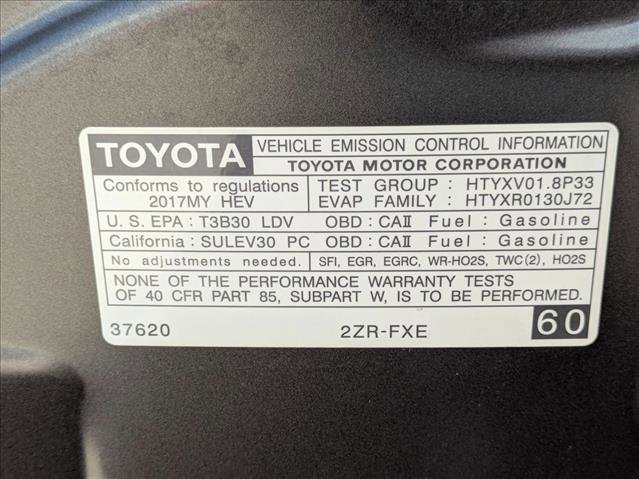 TOYOTA VEHICLE EMISSION CONTROL INFORMATION
TOYOTA MOTOR CORPORATION
Conforms to regulations TEST GROUP : HTYXV01.8P33
2017MY HEV EVAP FAMILY : HTYXR0130J72
U.S. EPA : T3B30 LDV OBD : CAII Fuel : Gasoline
California : SULEV30 PC OBD : CAII Fuel : Gasoline
No adjustments needed. SFI, EGR, EGRC, WR-HO2S, TWC(2), HO2S
NONE OF THE PERFORMANCE WARRANTY TESTS
OF 40 CFR PART 85, SUBPART W, IS TO BE PERFORMED.
37620 2ZR-FXE 60